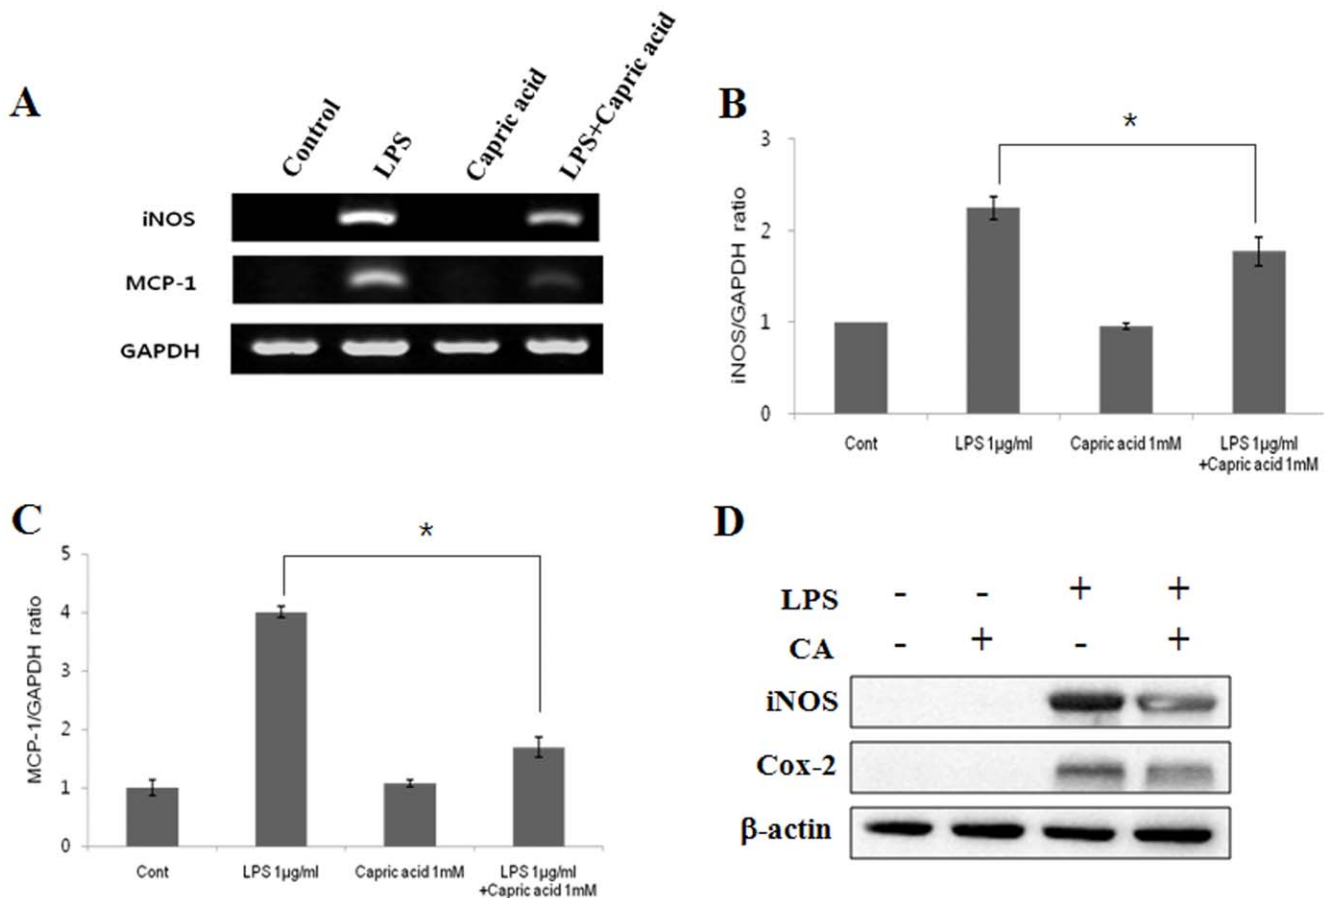 A
Control
LPS
Capric acid
LPS+Capric acid
iNOS
MCP-1
GAPDH
B
*
3
2
1
0
iNOS/GAPDH ratio
Cont
LPS 1µg/ml
Capric acid 1mM
LPS 1µg/ml
+Capric acid 1mM
C
*
5
4
3
2
1
0
MCP-1/GAPDH ratio
Cont
LPS 1µg/ml
Capric acid 1mM
LPS 1µg/ml
+Capric acid 1mM
D
LPS - - + +
CA - + - +
iNOS
Cox-2
β-actin